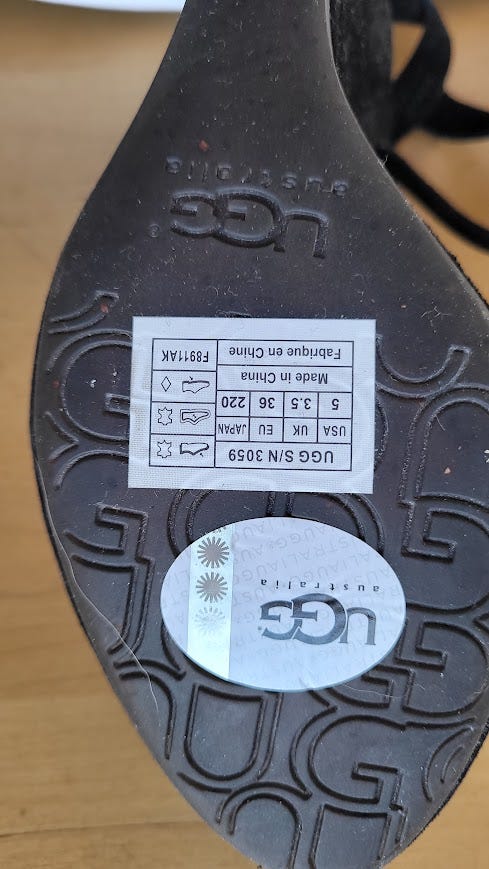 UGG S/N 3059
USA UK EU JAPAN
5 3.5 36 220
Made in China
Fabrique en Chine
F8911AK
UGG®
australia
UGG®
australia